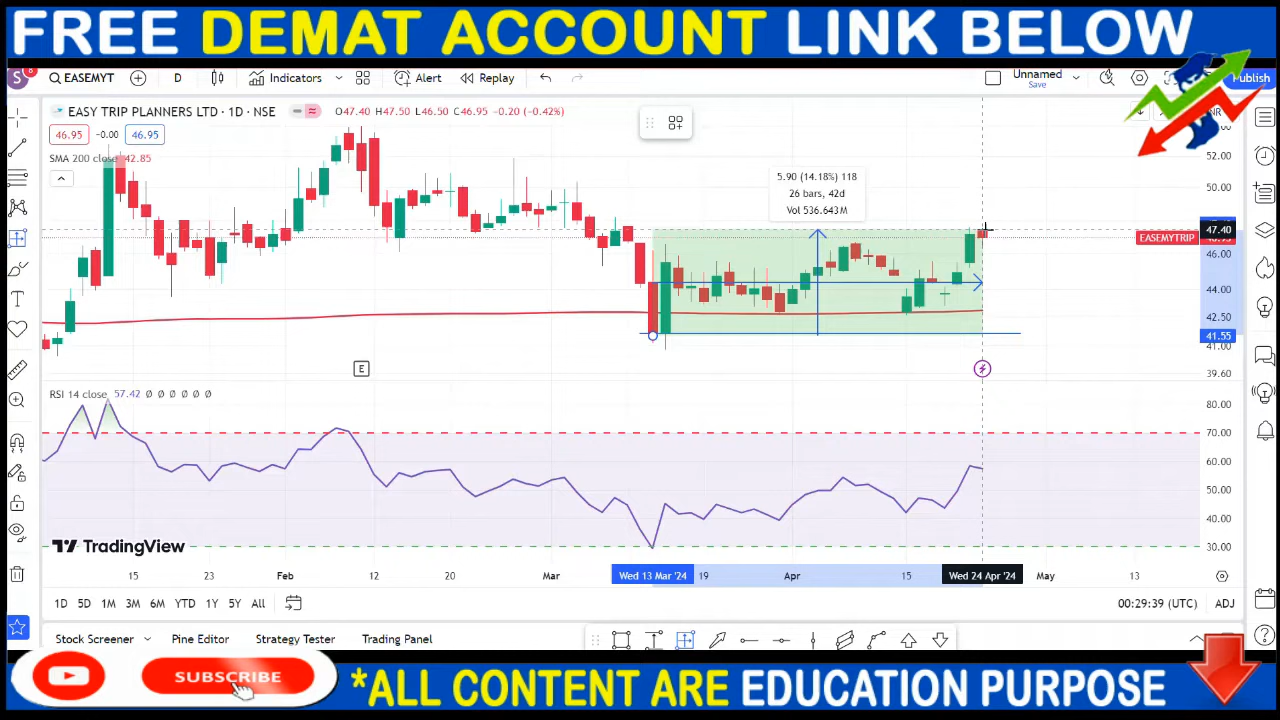 FREE DEMAT ACCOUNT LINK BELOW
S
EASEMYT
D
Indicators
Alert
Replay
Unnamed
Save
Publish
EASY TRIP PLANNERS LTD · 1D · NSE
O47.40 H47.50 L46.50 C46.95 -0.20 (-0.42%)
46.95
-0.00
46.95
SMA 200 close 42.85
52.00
50.00
5.90 (14.18%) 118
26 bars, 42d
Vol 536.643M
47.40
EASEMYTRIP
46.00
44.00
42.50
41.55
41.00
39.60
E
RSI 14 close 57.42 Ø Ø Ø Ø Ø Ø
80.00
70.00
60.00
50.00
40.00
30.00
TradingView
15 23 Feb 12 20 Mar Wed 13 Mar '24 19 Apr 15 Wed 24 Apr '24 May 13
1D 5D 1M 3M 6M YTD 1Y 5Y All
00:29:39 (UTC) ADJ
Stock Screener Pine Editor Strategy Tester Trading Panel
SUBSCRIBE
*ALL CONTENT ARE EDUCATION PURPOSE